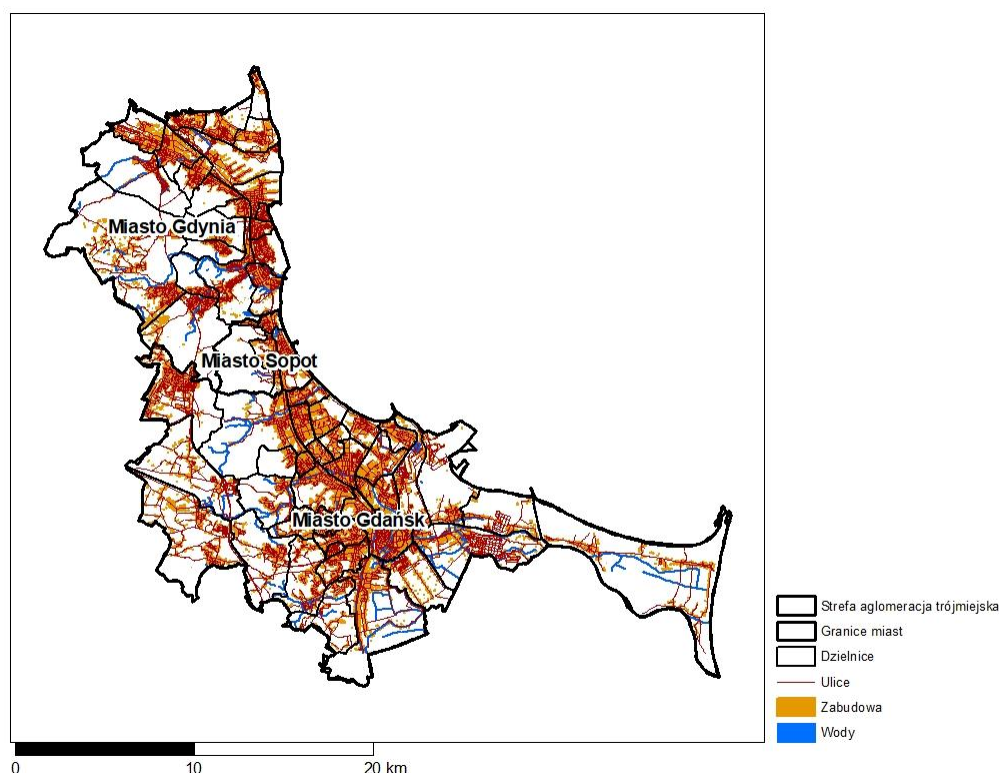 Miasto Gdynia
Miasto Sopot
Miasto Gdańsk
Strefa aglomeracja trójmiejska
Granice miast
Dzielnice
Ulice
Zabudowa
Wody
0 10 20 km